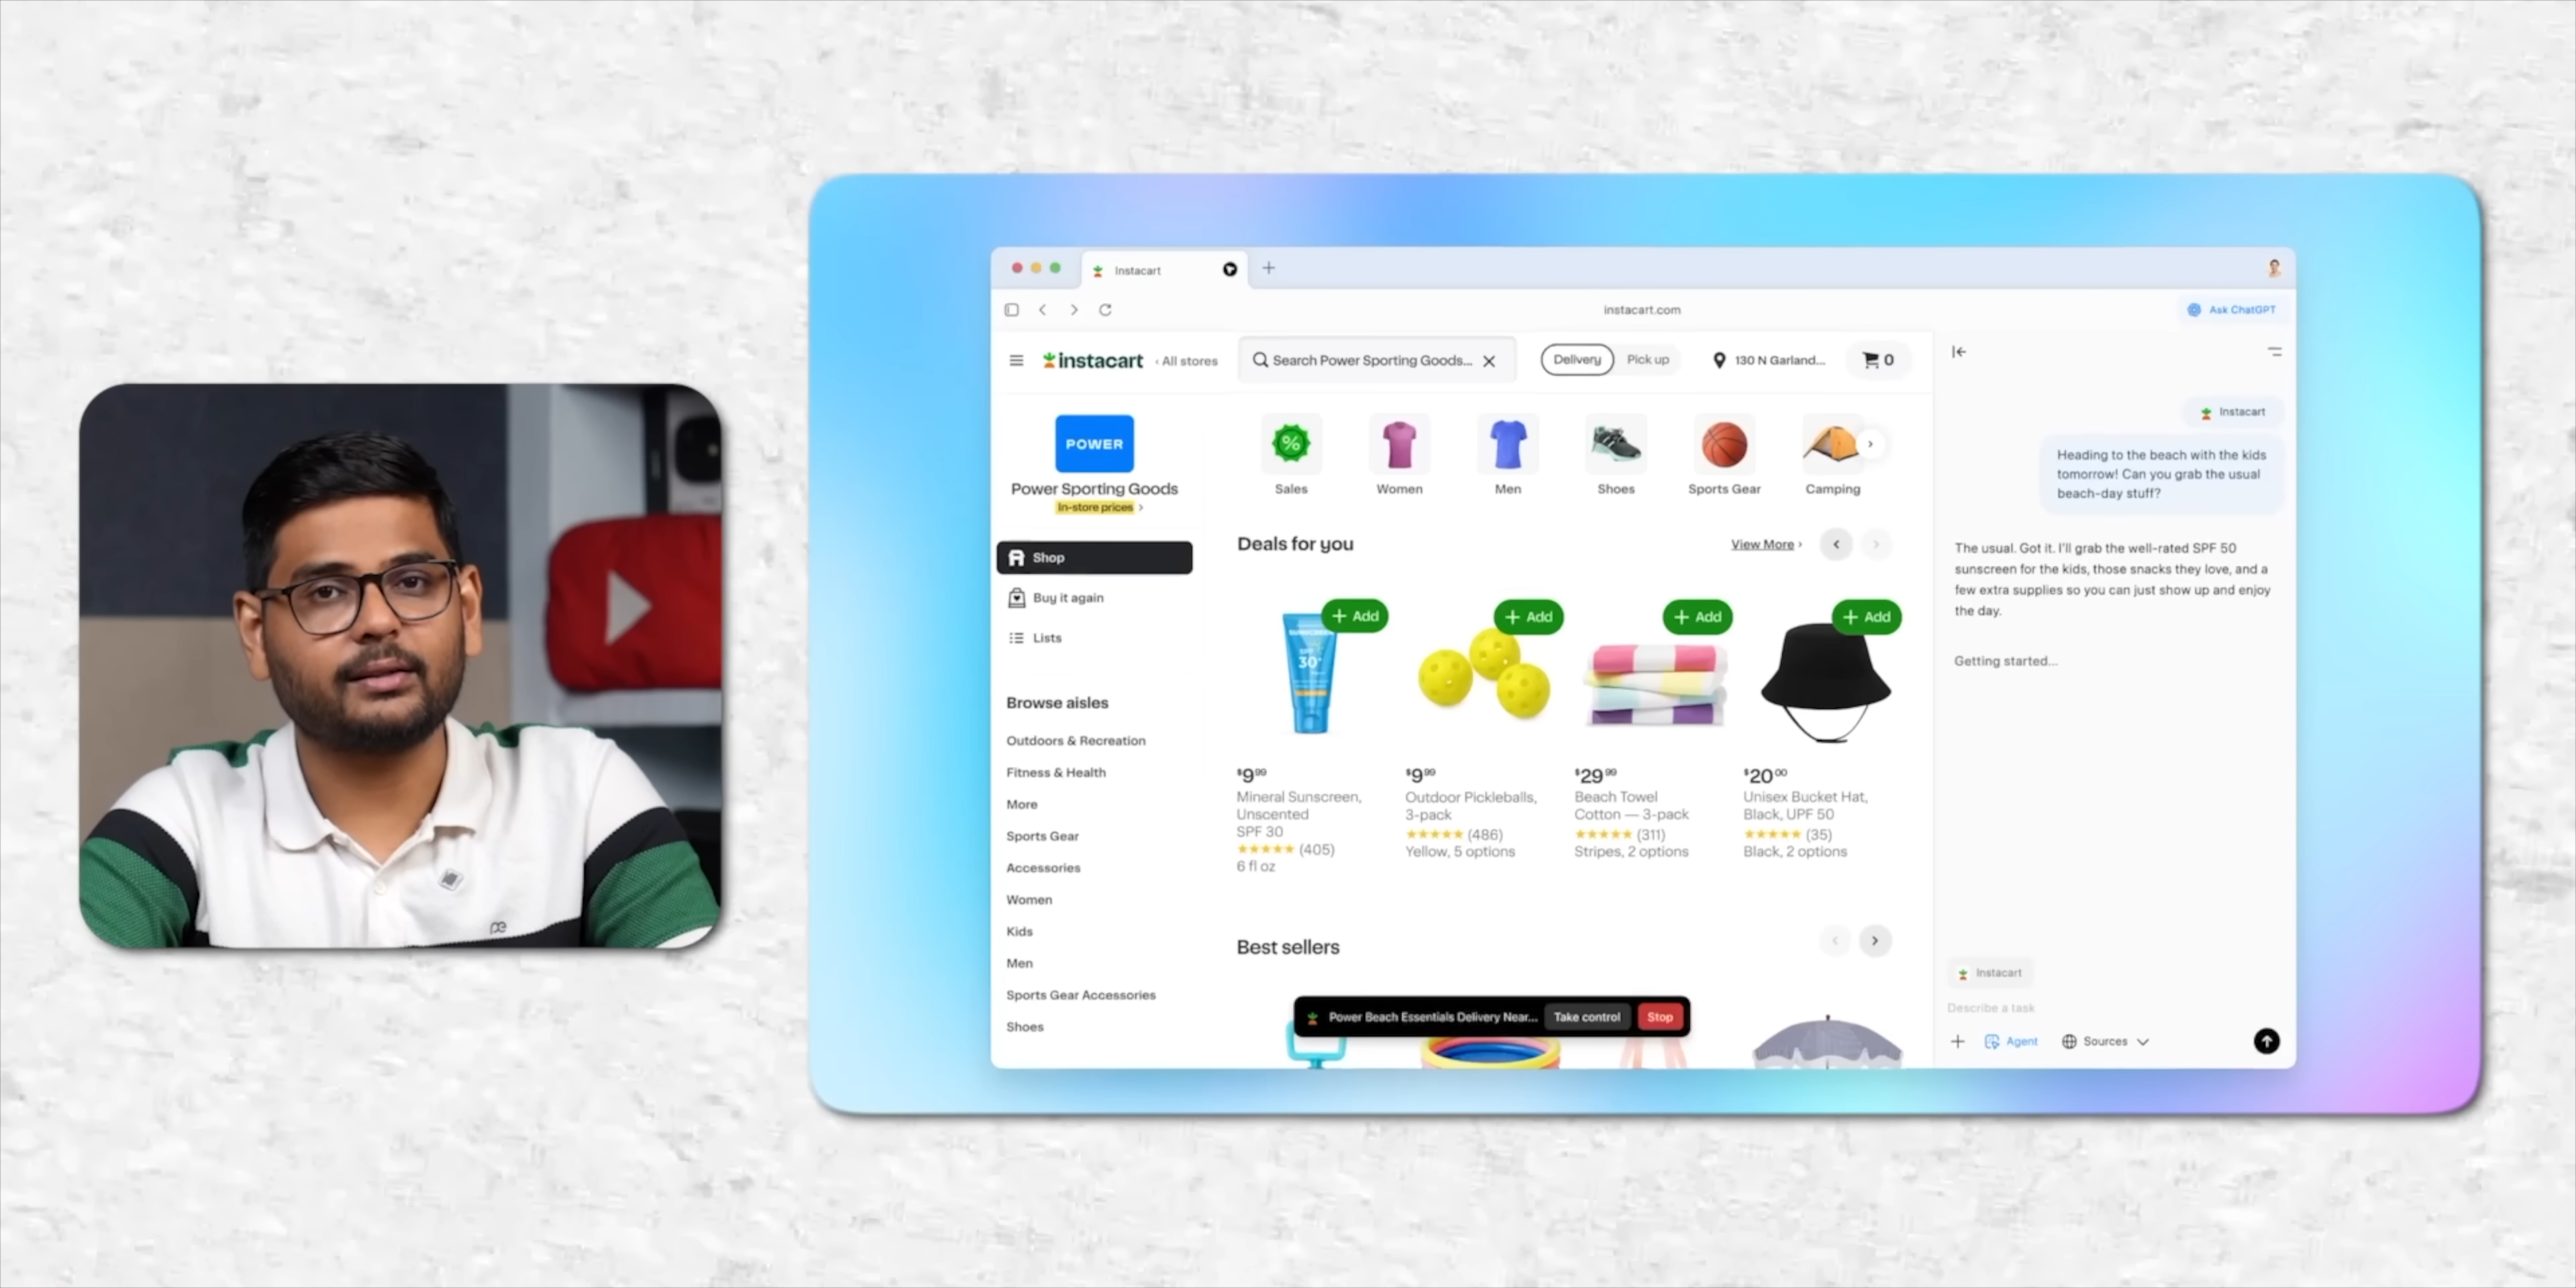 Instacart
instacart.com
Ask ChatGPT
instacart
‹ All stores
Search Power Sporting Goods...
Delivery
Pick up
130 N Garland...
0
POWER
Power Sporting Goods
In-store prices ›
Shop
Buy it again
Lists
Browse aisles
Outdoors & Recreation
Fitness & Health
More
Sports Gear
Accessories
Women
Kids
Men
Sports Gear Accessories
Shoes
%
Sales
Women
Men
Shoes
Sports Gear
Camping
Deals for you
View More ›
+ Add
+ Add
+ Add
+ Add
SUNSCREEN
SPF
30+
$9.99
Mineral Sunscreen,
Unscented
SPF 30
★★★★★ (405)
6 fl oz
$9.99
Outdoor Pickleballs,
3-pack
★★★★★ (486)
Yellow, 5 options
$29.99
Beach Towel
Cotton — 3-pack
★★★★★ (311)
Stripes, 2 options
$20.00
Unisex Bucket Hat,
Black, UPF 50
★★★★★ (35)
Black, 2 options
Best sellers
Power Beach Essentials Delivery Near...
Take control
Stop
Instacart
Heading to the beach with the kids
tomorrow! Can you grab the usual
beach-day stuff?
The usual. Got it. I'll grab the well-rated SPF 50
sunscreen for the kids, those snacks they love, and a
few extra supplies so you can just show up and enjoy
the day.
Getting started...
Instacart
Describe a task
Agent
Sources